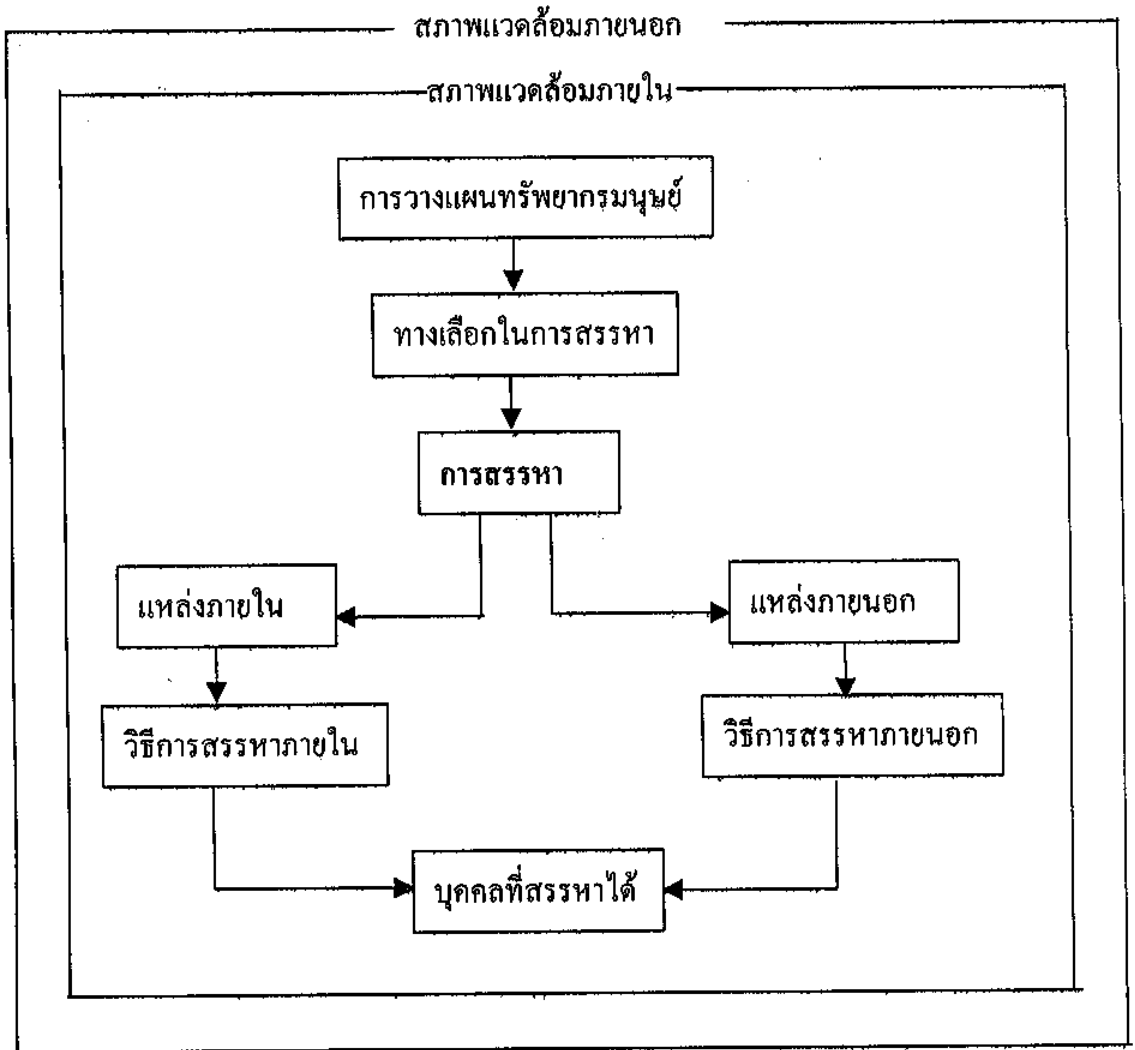 สภาพแวดล้อมภายนอก
สภาพแวดล้อมภายใน
การวางแผนทรัพยากรมนุษย์
ทางเลือกในการสรรหา
การสรรหา
แหล่งภายใน
แหล่งภายนอก
วิธีการสรรหาภายใน
วิธีการสรรหาภายนอก
บุคคลที่สรรหาได้